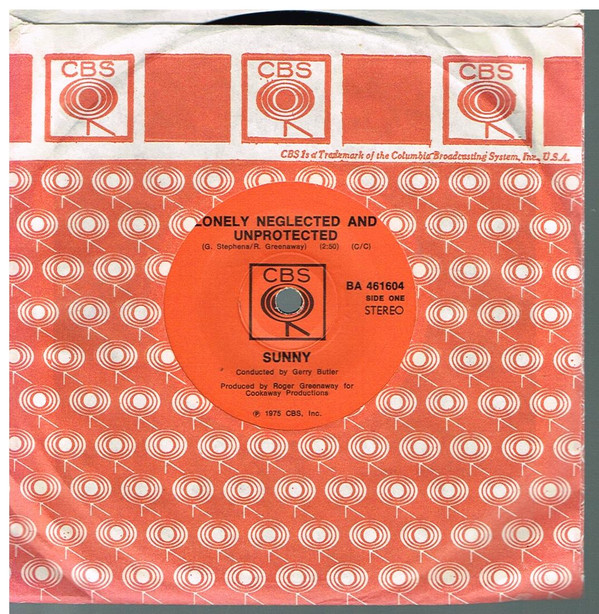 CBS CBS CBS
CBS Is a Trademark of the Columbia Broadcasting System, Inc., U.S.A.
LONELY NEGLECTED AND
UNPROTECTED
(G. Stephens/R. Greenaway) (2:50) (C/C)
CBS
BA 461604
SIDE ONE
STEREO
SUNNY
Conducted by Gerry Butler
Produced by Roger Greenaway for
Cookaway Productions
℗ 1975 CBS, Inc.